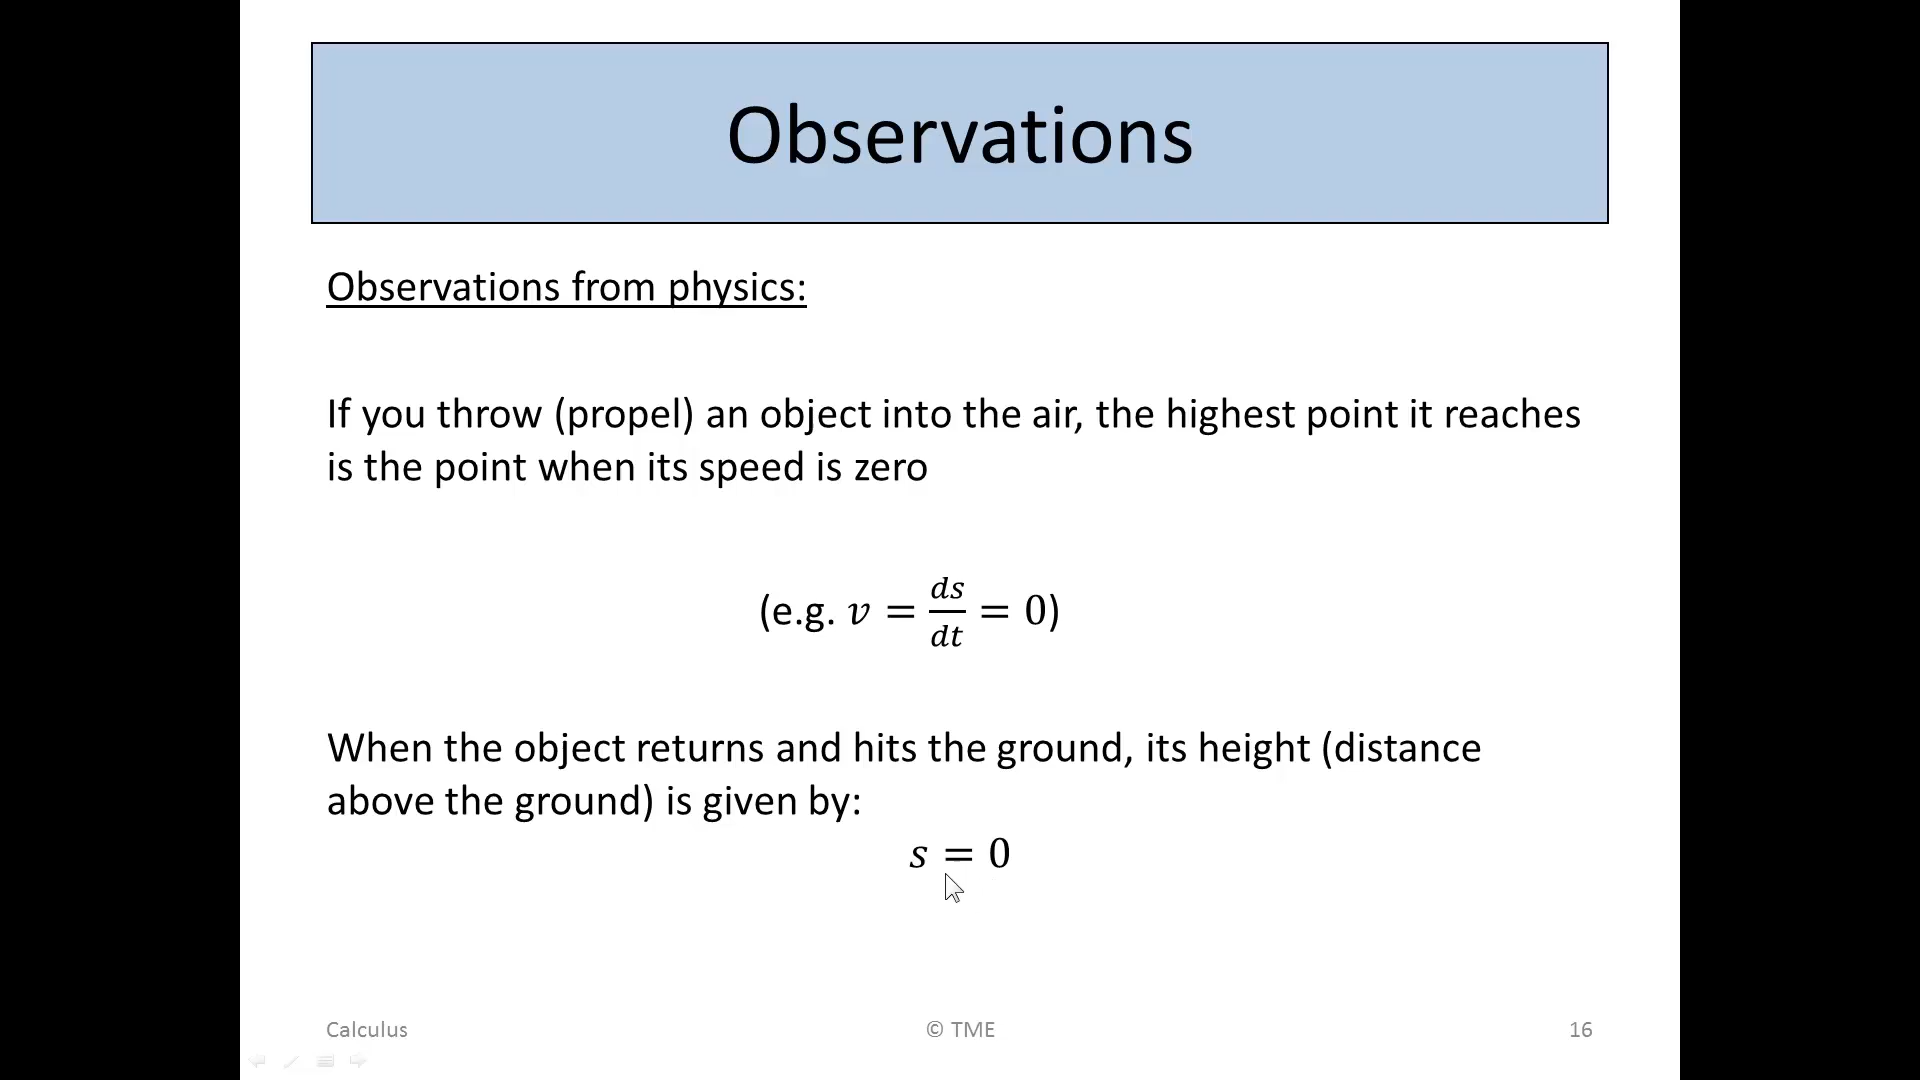 Observations
Observations from physics:
If you throw (propel) an object into the air, the highest point it reaches
is the point when its speed is zero
(e.g. v = ds/dt = 0)
When the object returns and hits the ground, its height (distance
above the ground) is given by:
s = 0
Calculus © TME 16